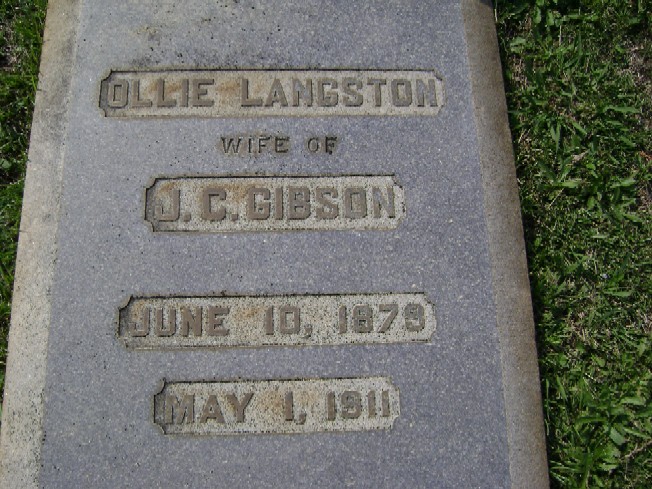 OLLIE LANGSTON
WIFE OF
J. C. GIBSON
JUNE 10, 1879
MAY 1, 1911